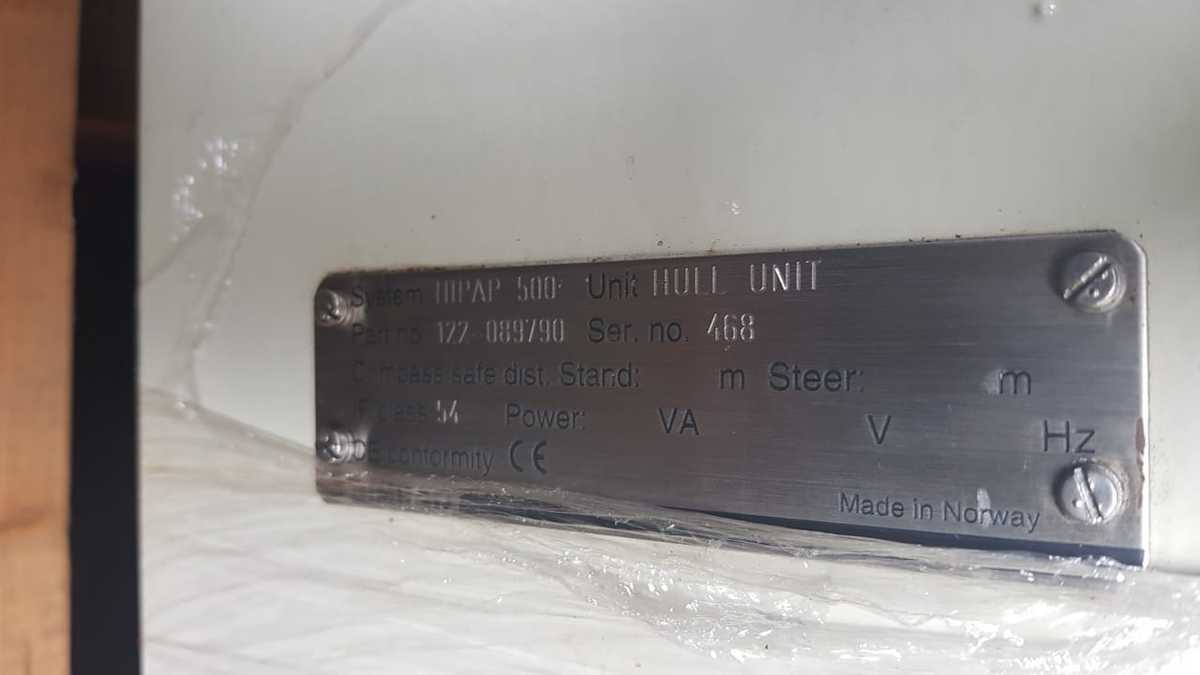 System HIPAP 500 Unit HULL UNIT
Part no 122-089790 Ser. no. 468
Compass safe dist. Stand: m Steer: m
IP class 54 Power: VA V Hz
CE conformity CE
Made in Norway